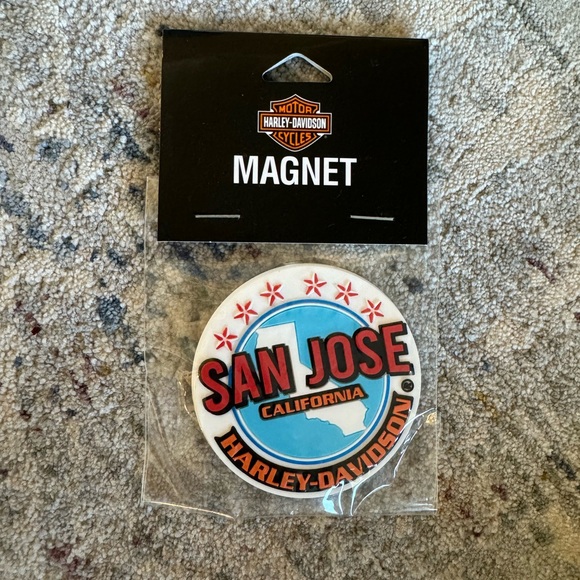 MOTOR
HARLEY-DAVIDSON
CYCLES
MAGNET
SAN JOSE
CALIFORNIA
HARLEY-DAVIDSON